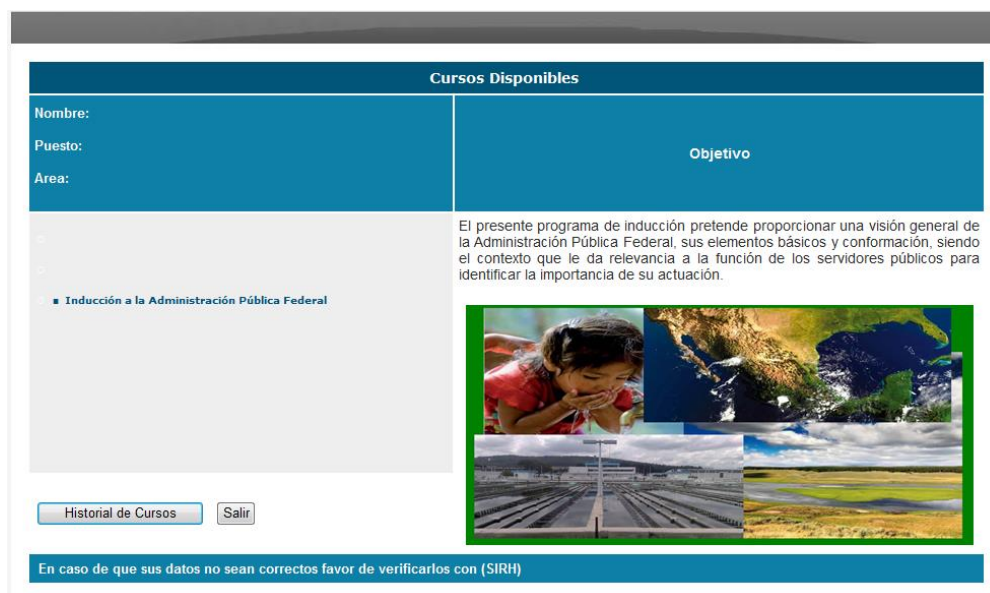 Cursos Disponibles
Nombre:
Puesto:
Area:
Objetivo
El presente programa de inducción pretende proporcionar una visión general de
la Administración Pública Federal, sus elementos básicos y conformación, siendo
el contexto que le da relevancia a la función de los servidores públicos para
identificar la importancia de su actuación.
Inducción a la Administración Pública Federal
Historial de Cursos
Salir
En caso de que sus datos no sean correctos favor de verificarlos con (SIRH)